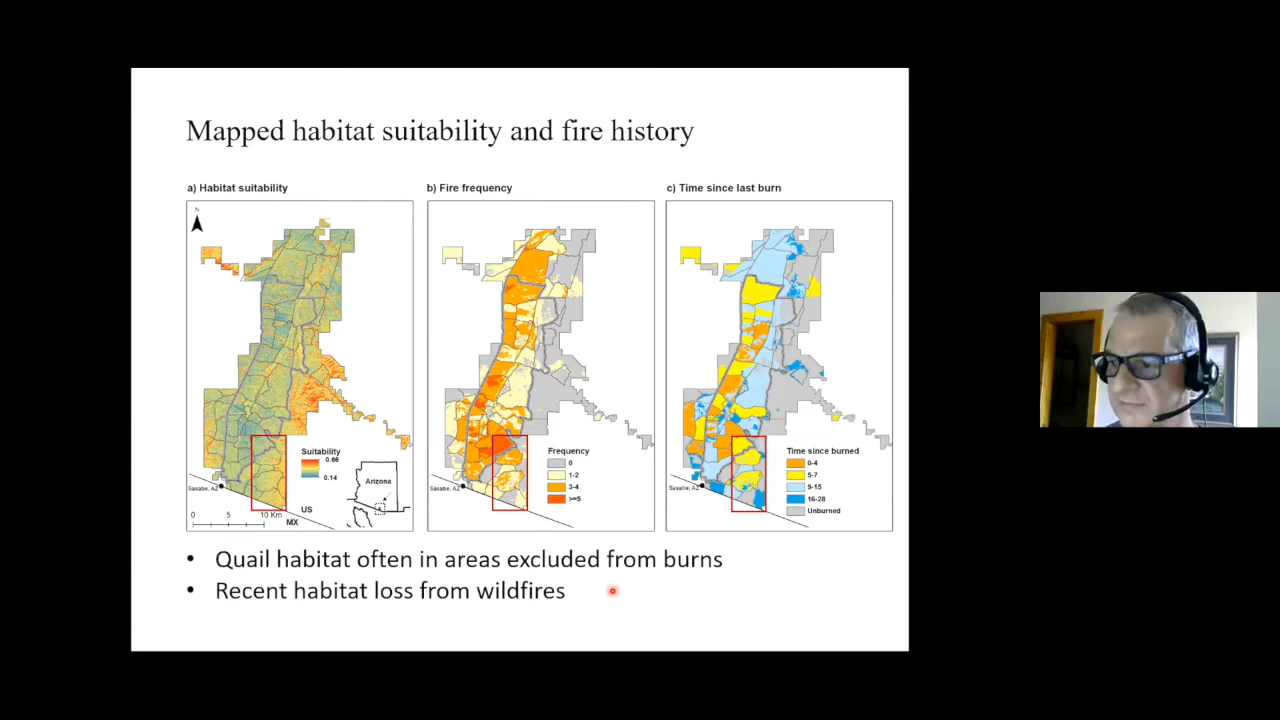 Mapped habitat suitability and fire history
a) Habitat suitability
b) Fire frequency
c) Time since last burn
N
Suitability
0.66
0.14
Arizona
Sasabe, AZ
0 5 10 Km
US
MX
Frequency
0
1-2
3-4
>=5
Sasabe, AZ
Time since burned
0-4
5-7
9-15
16-28
Unburned
Sasabe, AZ
• Quail habitat often in areas excluded from burns
• Recent habitat loss from wildfires